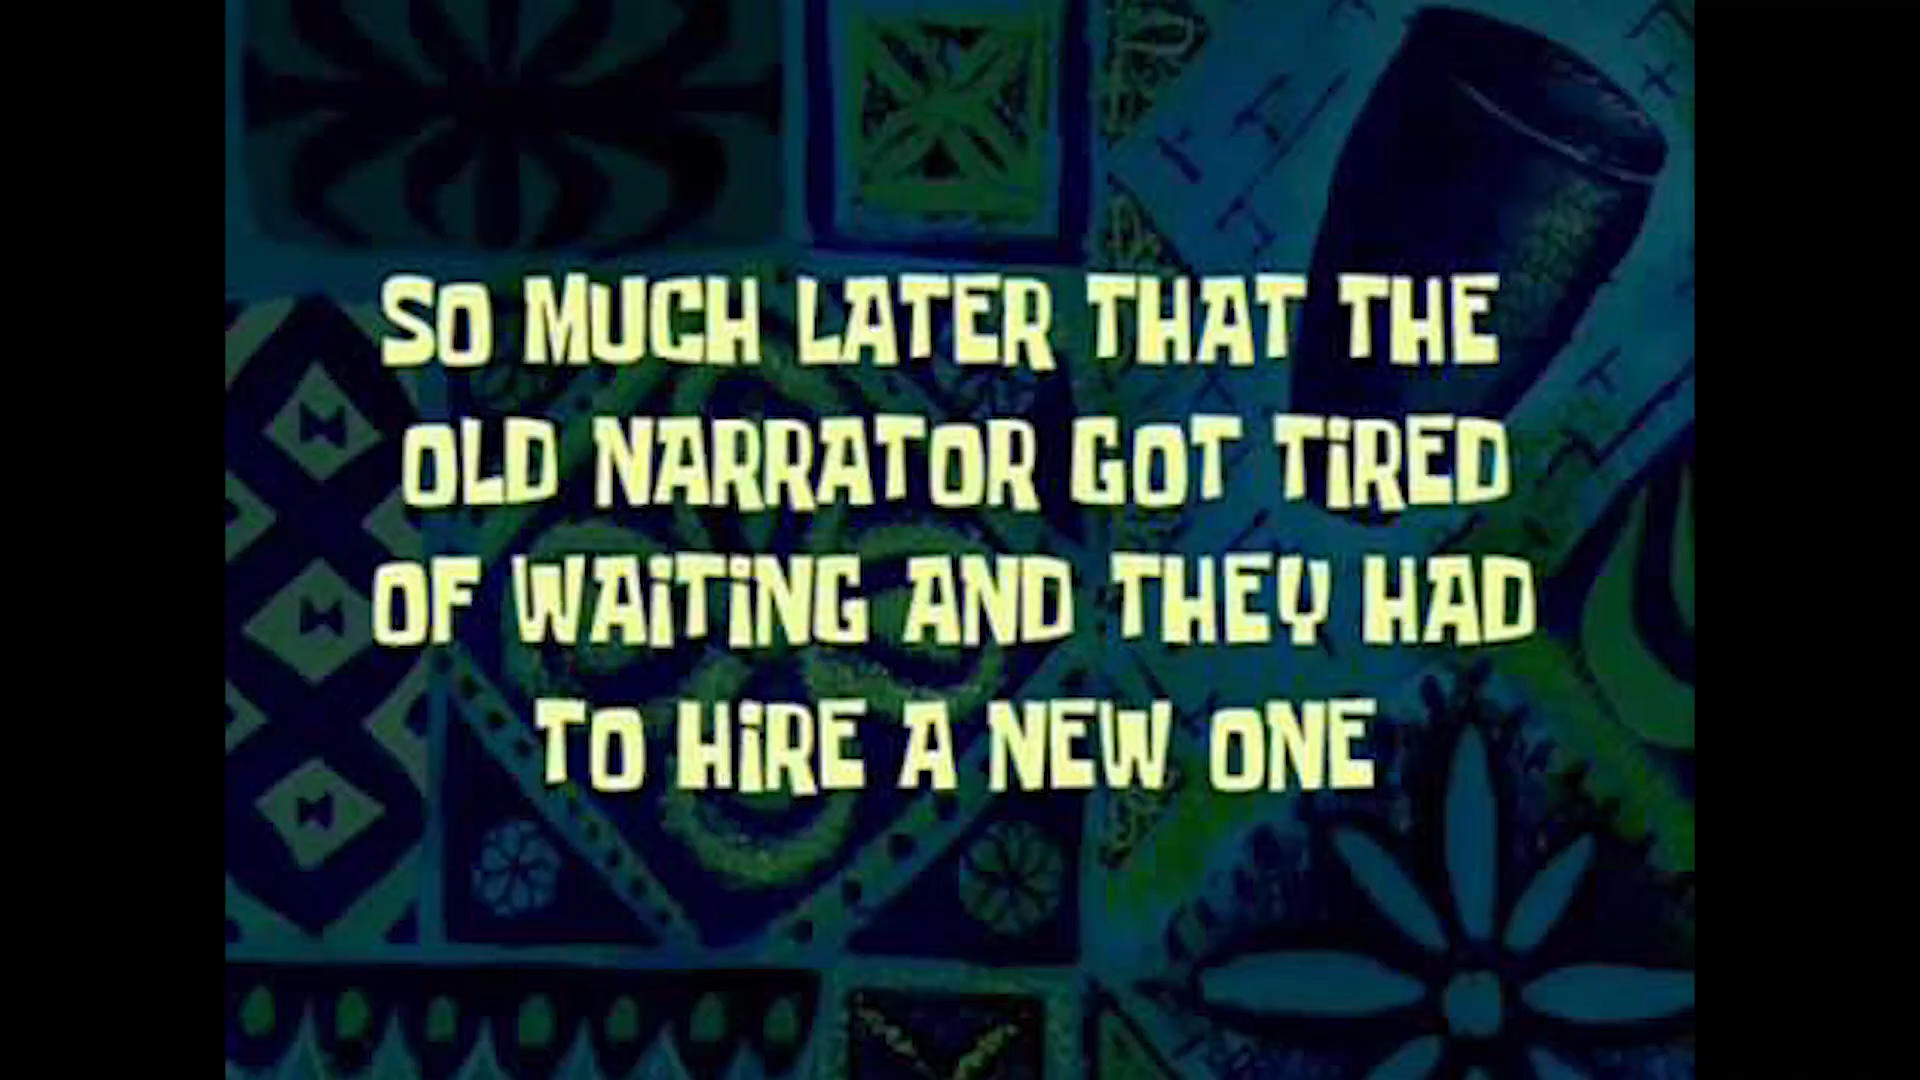 SO MUCH LATER THAT THE
OLD NARRATOR GOT TIRED
OF WAITING AND THEY HAD
TO HIRE A NEW ONE